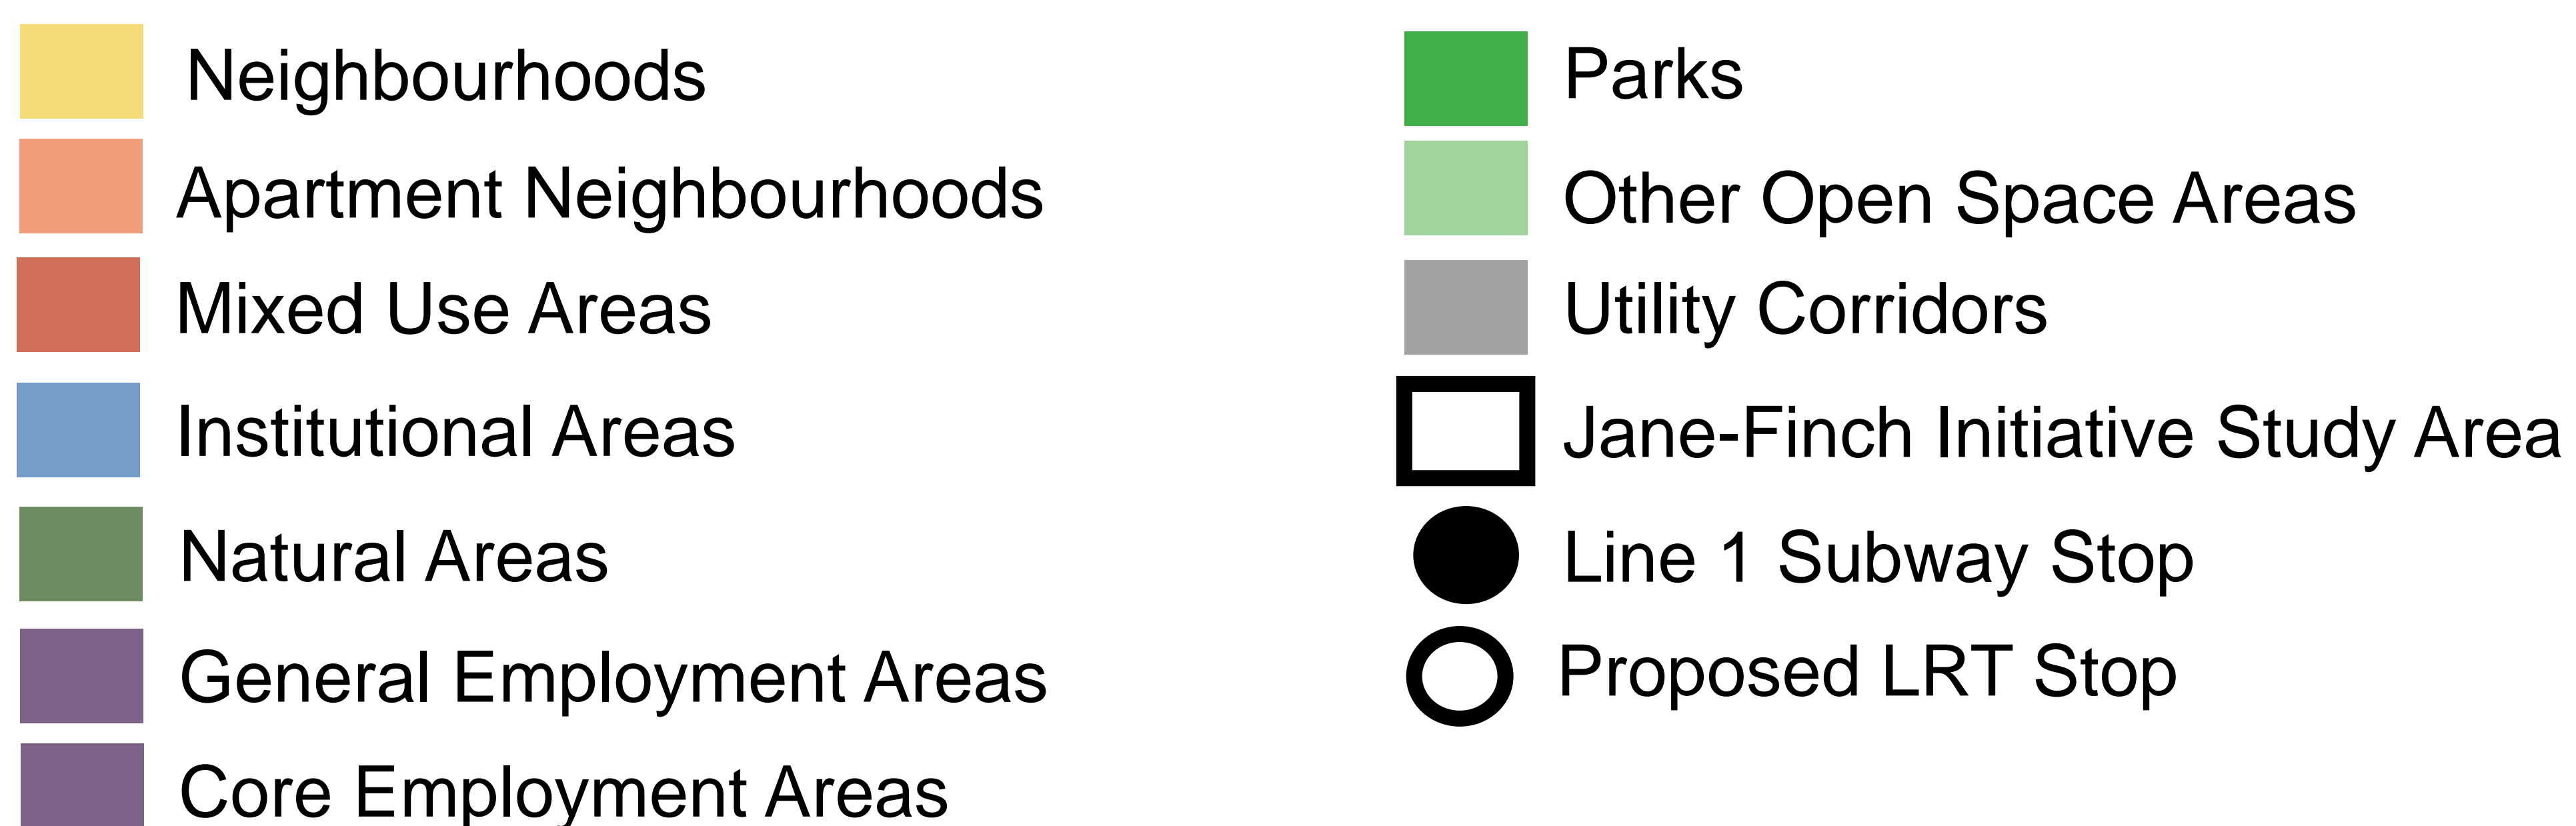 Neighbourhoods
Apartment Neighbourhoods
Mixed Use Areas
Institutional Areas
Natural Areas
General Employment Areas
Core Employment Areas
Parks
Other Open Space Areas
Utility Corridors
Jane-Finch Initiative Study Area
Line 1 Subway Stop
Proposed LRT Stop